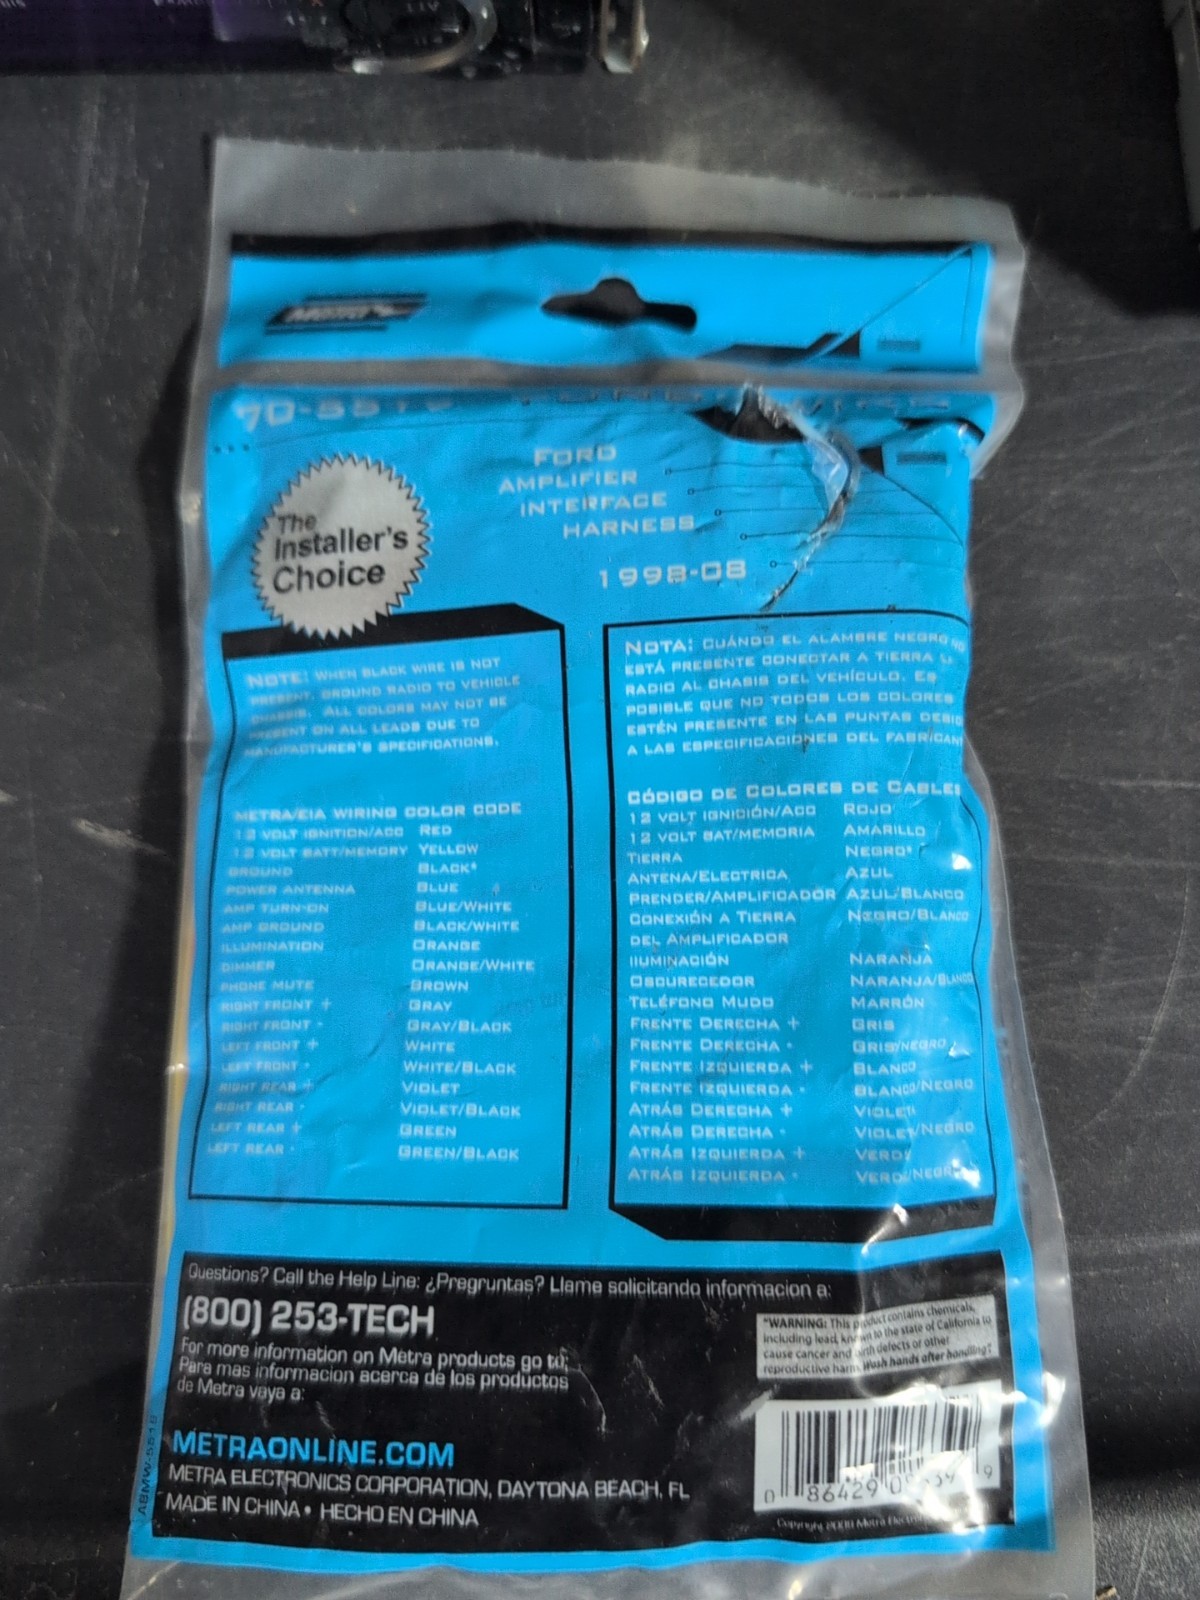 METRA
FORD
AMPLIFIER
INTERFACE
HARNESS
1998-08
The
Installer's
Choice
NOTE: WHEN BLACK WIRE IS NOT
PRESENT, GROUND RADIO TO VEHICLE
CHASSIS. ALL COLORS MAY NOT BE
PRESENT ON ALL LEADS DUE TO
MANUFACTURER'S SPECIFICATIONS.
METRA/EIA WIRING COLOR CODE
12 VOLT IGNITION/ACC RED
12 VOLT BATT/MEMORY YELLOW
GROUND BLACK*
POWER ANTENNA BLUE
AMP TURN-ON BLUE/WHITE
AMP GROUND BLACK/WHITE
ILLUMINATION ORANGE
DIMMER ORANGE/WHITE
PHONE MUTE BROWN
RIGHT FRONT + GRAY
RIGHT FRONT - GRAY/BLACK
LEFT FRONT + WHITE
LEFT FRONT - WHITE/BLACK
RIGHT REAR + VIOLET
RIGHT REAR - VIOLET/BLACK
LEFT REAR + GREEN
LEFT REAR - GREEN/BLACK
NOTA: CUÁNDO EL ALAMBRE NEGRO NO
ESTÁ PRESENTE CONECTAR A TIERRA
RADIO AL CHASIS DEL VEHÍCULO. ES
POSIBLE QUE NO TODOS LOS COLORES
ESTÉN PRESENTE EN LAS PUNTAS DEBID
A LAS ESPECIFICACIONES DEL FABRICAN
CÓDIGO DE COLORES DE CABLES
12 VOLT IGNICIÓN/ACC ROJO
12 VOLT BAT/MEMORIA AMARILLO
TIERRA NEGRO*
ANTENA/ELECTRICA AZUL
PRENDER/AMPLIFICADOR AZUL/BLANCO
CONEXIÓN A TIERRA NEGRO/BLANCO
DEL AMPLIFICADOR
IIUMINACIÓN NARANJA
OBSCURECEDOR NARANJA/BLANCO
TELÉFONO MUDO MARRÓN
FRENTE DERECHA + GRIS
FRENTE DERECHA - GRIS/NEGRO
FRENTE IZQUIERDA + BLANCO
FRENTE IZQUIERDA - BLANCO/NEGRO
ATRÁS DERECHA + VIOLETA
ATRÁS DERECHA - VIOLET/NEGRO
ATRÁS IZQUIERDA + VERDE
ATRÁS IZQUIERDA - VERDE/NEGRO
Questions? Call the Help Line: ¿Pregruntas? Llame solicitando informacion a:
(800) 253-TECH
For more information on Metra products go to:
Para mas informacion acerca de los productos
de Metra vaya a:
METRAONLINE.COM
METRA ELECTRONICS CORPORATION, DAYTONA BEACH, FL
MADE IN CHINA • HECHO EN CHINA
"WARNING: This product contains chemicals,
including lead, known to the state of California to
cause cancer and birth defects or other
reproductive harm. Wash hands after handling"
0 86429 9
Copyright Metra